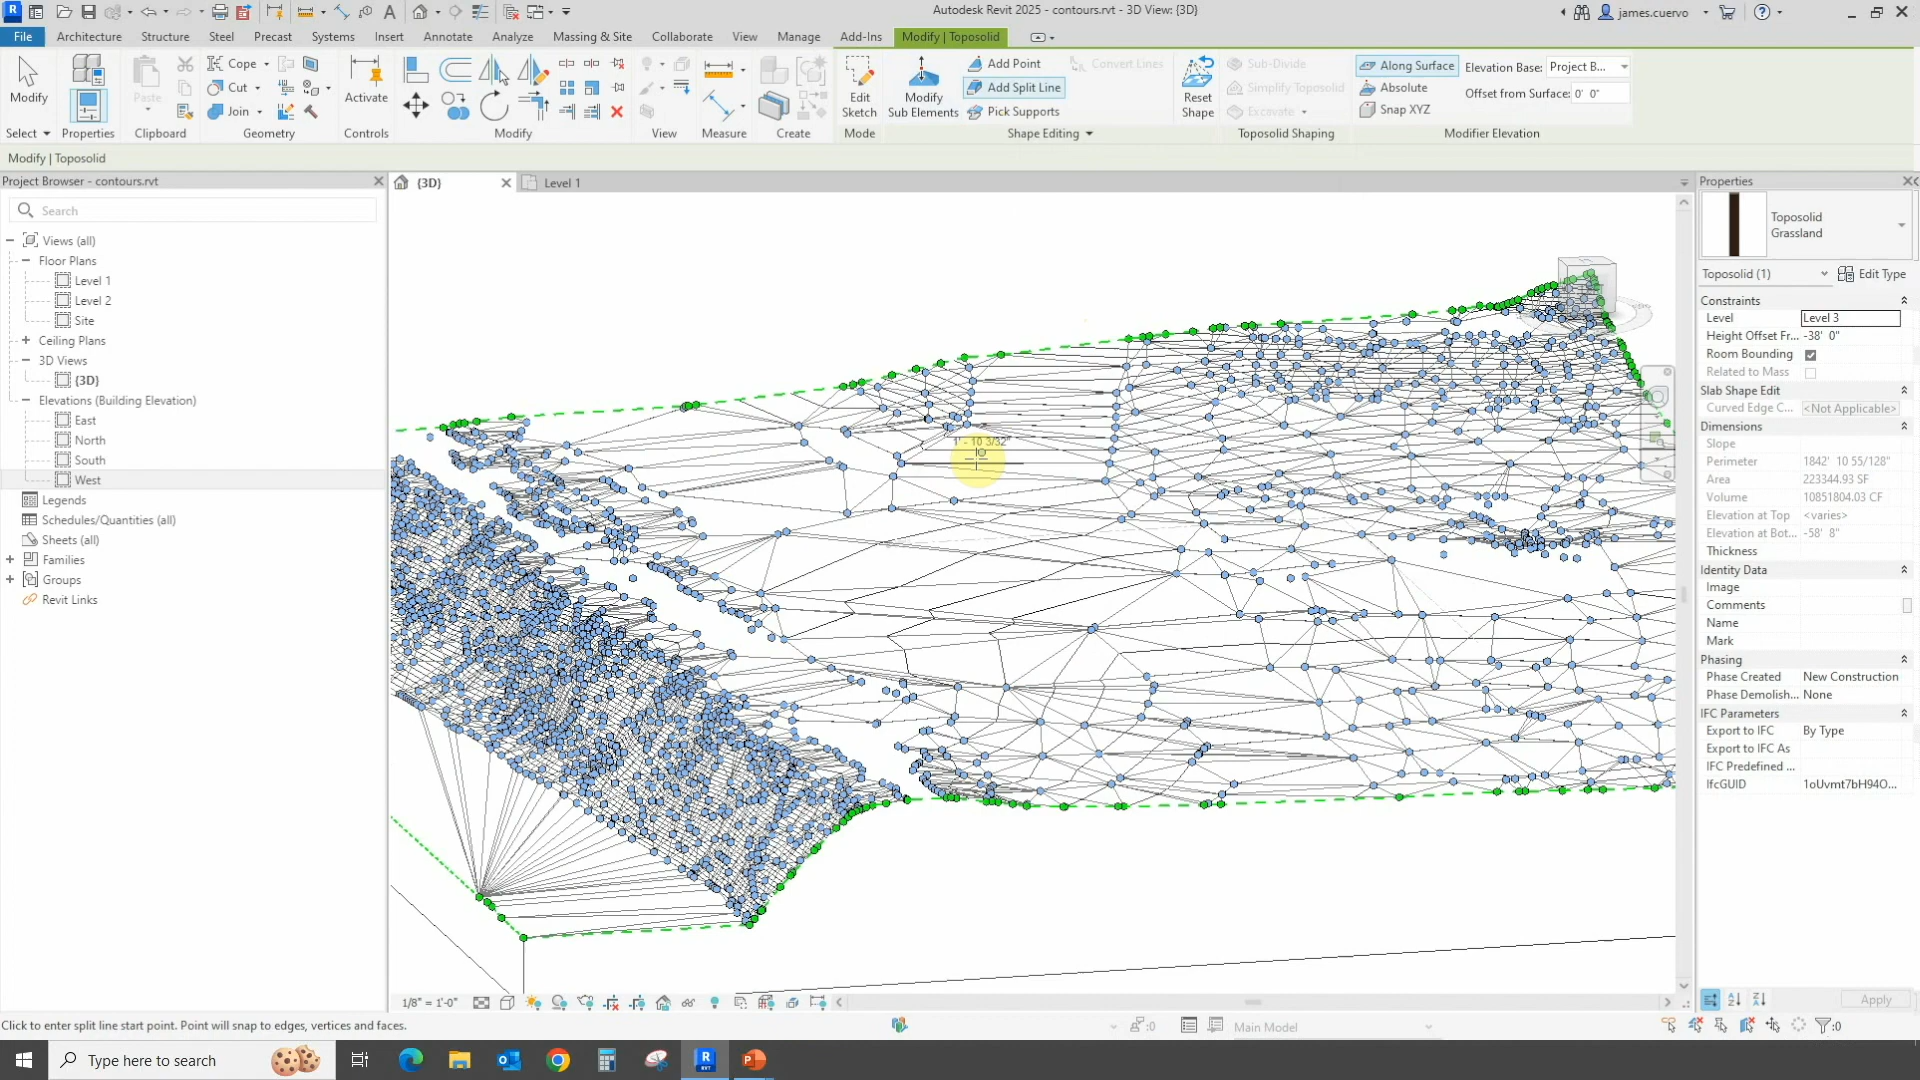 Autodesk Revit 2025 - contours.rvt - 3D View: {3D}
james.cuervo
File Architecture Structure Steel Precast Systems Insert Annotate Analyze Massing & Site Collaborate View Manage Add-Ins Modify | Toposolid
Modify
Select
Properties
Paste
Clipboard
Cope
Cut
Join
Geometry
Activate
Controls
Modify
View
Measure
Create
Edit Sketch
Mode
Modify Sub Elements
Add Point
Add Split Line
Pick Supports
Convert Lines
Shape Editing
Reset Shape
Sub-Divide
Simplify Toposolid
Excavate
Toposolid Shaping
Along Surface
Absolute
Snap XYZ
Elevation Base: Project B...
Offset from Surface: 0' 0"
Modifier Elevation
Modify | Toposolid
Project Browser - contours.rvt
Search
Views (all)
Floor Plans
Level 1
Level 2
Site
Ceiling Plans
3D Views
{3D}
Elevations (Building Elevation)
East
North
South
West
Legends
Schedules/Quantities (all)
Sheets (all)
Families
Groups
Revit Links
{3D}
Level 1
1' - 10 3/32"
1/8" = 1'-0"
Properties
Toposolid
Grassland
Toposolid (1)
Edit Type
Constraints
Level Level 3
Height Offset Fr... -38' 0"
Room Bounding
Related to Mass
Slab Shape Edit
Curved Edge C... <Not Applicable>
Dimensions
Slope
Perimeter 1842' 10 55/128"
Area 223344.93 SF
Volume 10851804.03 CF
Elevation at Top <varies>
Elevation at Bot... -58' 8"
Thickness
Identity Data
Image
Comments
Name
Mark
Phasing
Phase Created New Construction
Phase Demolish... None
IFC Parameters
Export to IFC By Type
Export to IFC As
IFC Predefined ...
IfcGUID 1oUvmt7bH94O...
Apply
Click to enter split line start point. Point will snap to edges, vertices and faces.
:0
Main Model
:0
Type here to search